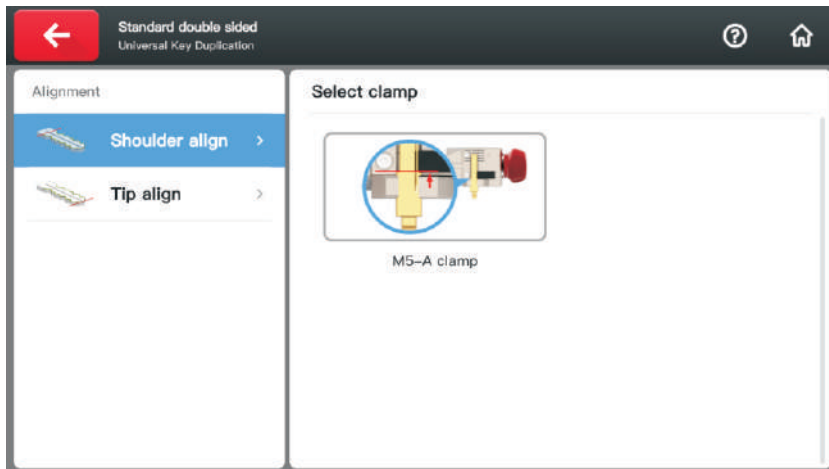 Standard double sided
Universal Key Duplication
Alignment
Shoulder align
Tip align
Select clamp
M5-A clamp